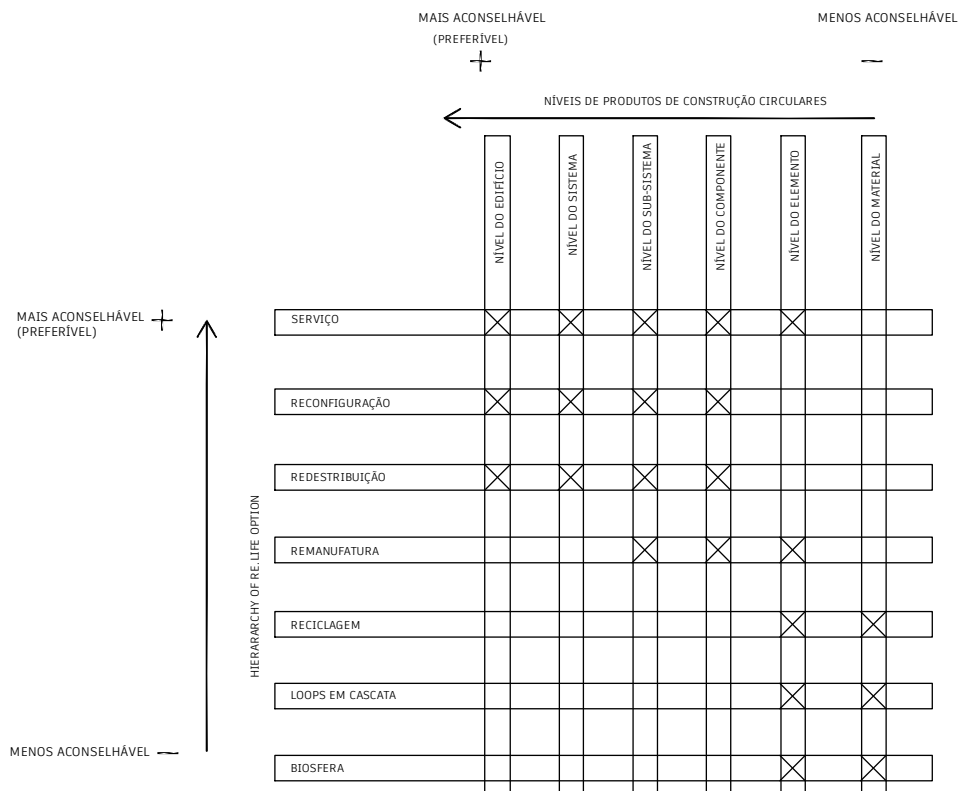 MAIS ACONSELHÁVEL
(PREFERÍVEL)
MENOS ACONSELHÁVEL
NÍVEIS DE PRODUTOS DE CONSTRUÇÃO CIRCULARES
NÍVEL DO EDIFÍCIO
NÍVEL DO SISTEMA
NÍVEL DO SUB-SISTEMA
NÍVEL DO COMPONENTE
NÍVEL DO ELEMENTO
NÍVEL DO MATERIAL
MAIS ACONSELHÁVEL
(PREFERÍVEL)
SERVIÇO
RECONFIGURAÇÃO
REDESTRIBUIÇÃO
REMANUFATURA
RECICLAGEM
LOOPS EM CASCATA
BIOSFERA
HIERARARCHY OF RE.LIFE OPTION
MENOS ACONSELHÁVEL